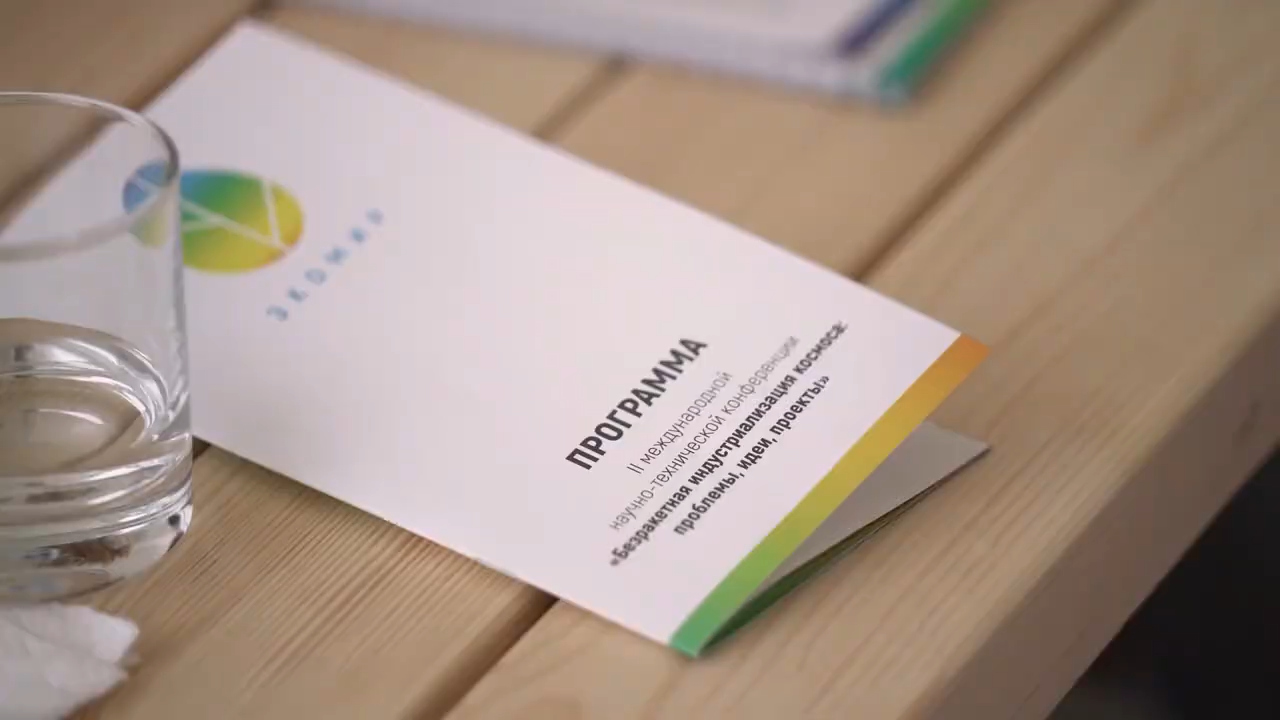 ЭКОМИР
ПРОГРАММА
II международной
научно-технической конференции
«Безракетная индустриализация космоса:
проблемы, идеи, проекты»